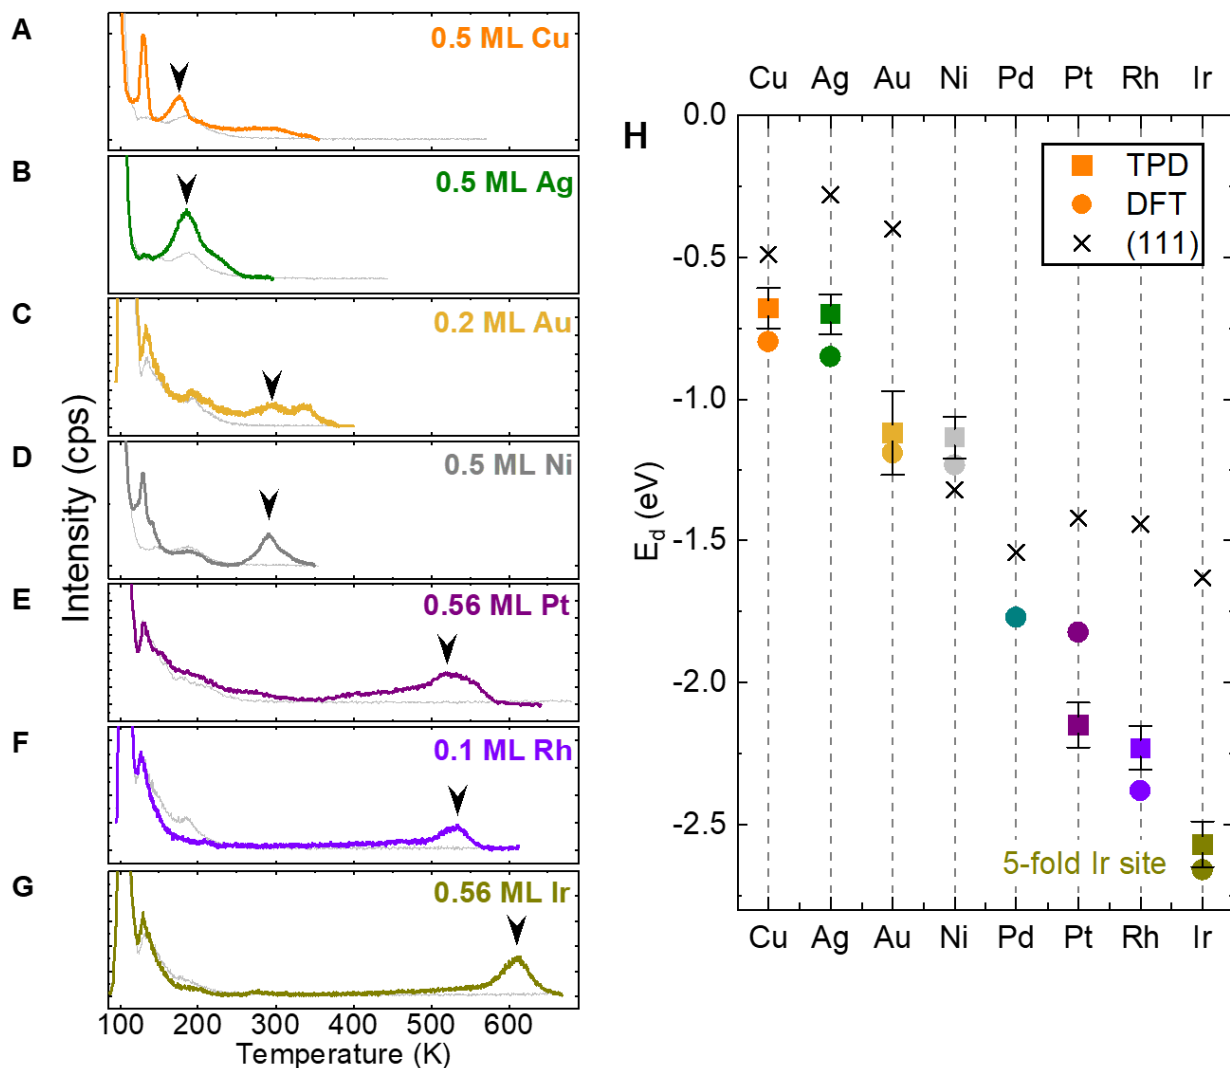 A
0.5 ML Cu
B
0.5 ML Ag
C
0.2 ML Au
D
0.5 ML Ni
E
0.56 ML Pt
F
0.1 ML Rh
G
0.56 ML Ir
Intensity (cps)
100 200 300 400 500 600
Temperature (K)
H
Cu Ag Au Ni Pd Pt Rh Ir
0.0
-0.5
-1.0
-1.5
-2.0
-2.5
E_d (eV)
TPD
DFT
(111)
5-fold Ir site
Cu Ag Au Ni Pd Pt Rh Ir